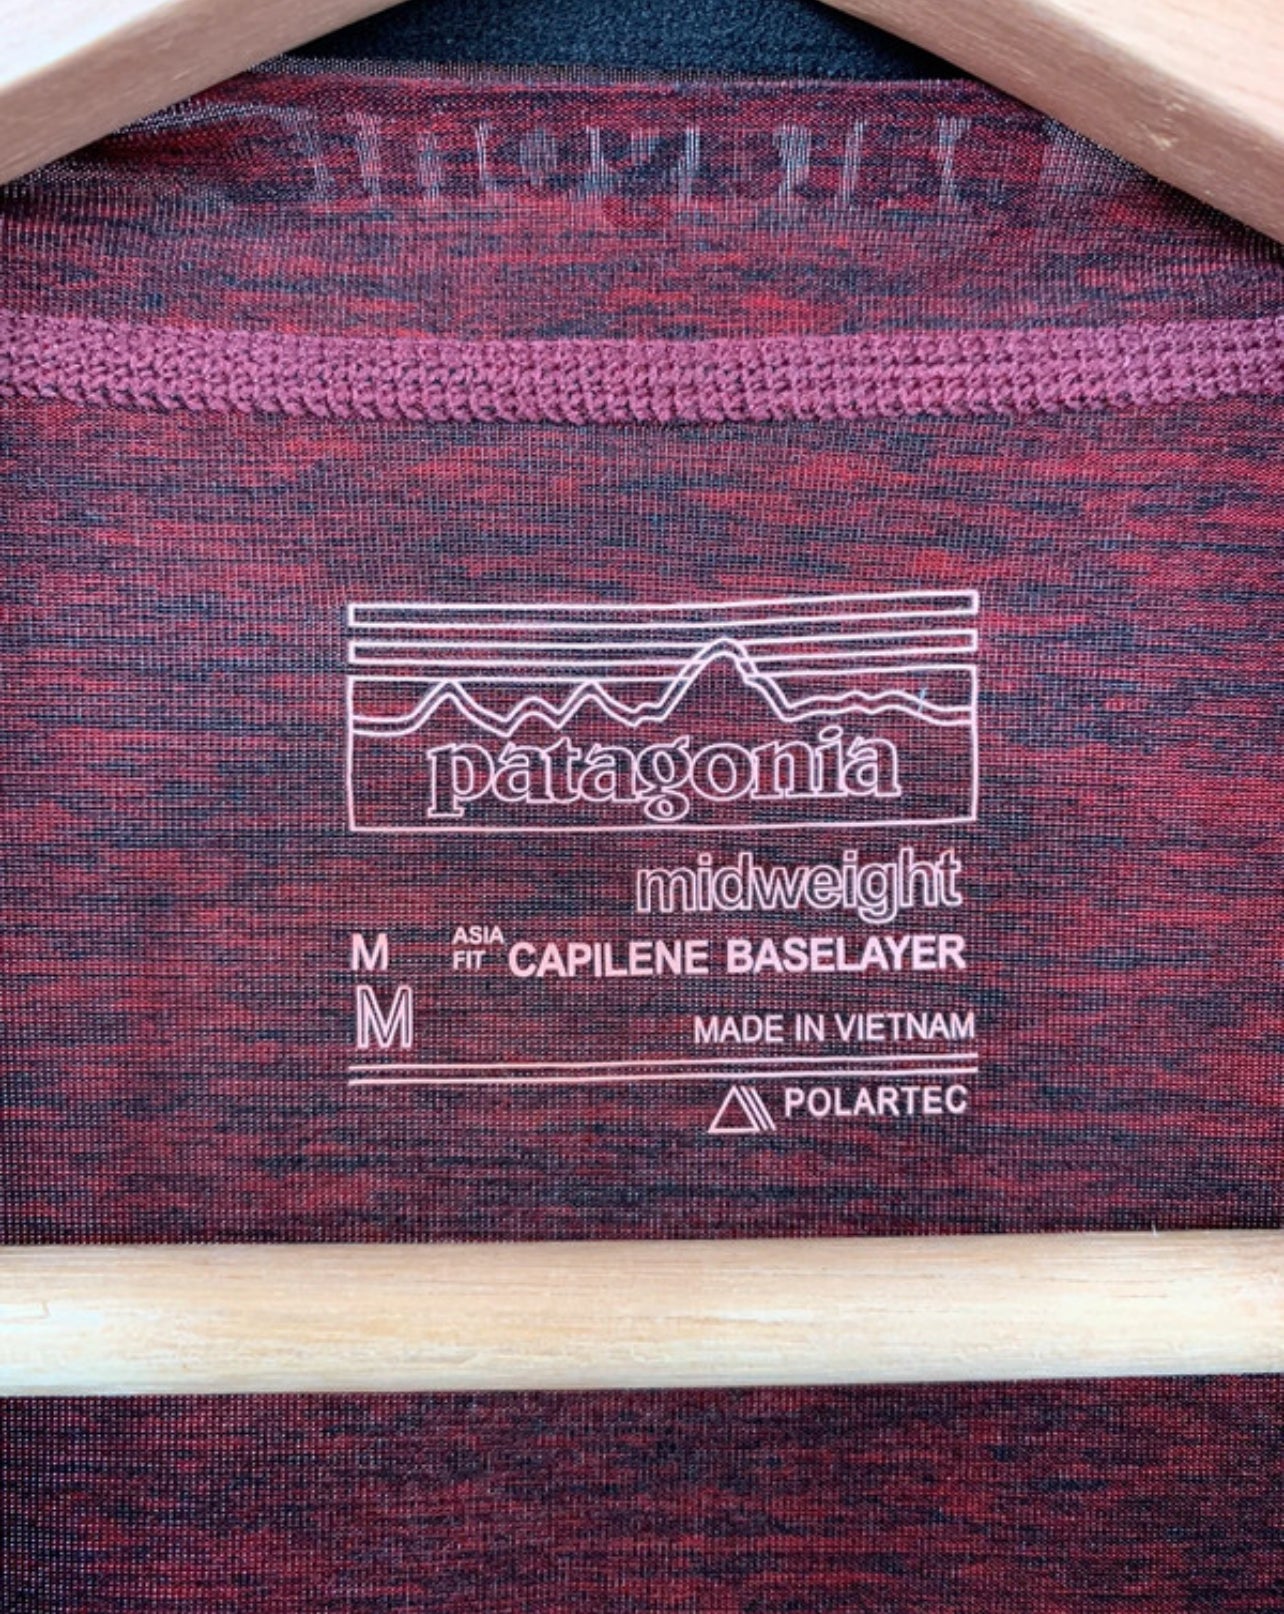 patagonia
midweight
M ASIA FIT CAPILENE BASELAYER
M MADE IN VIETNAM
POLARTEC